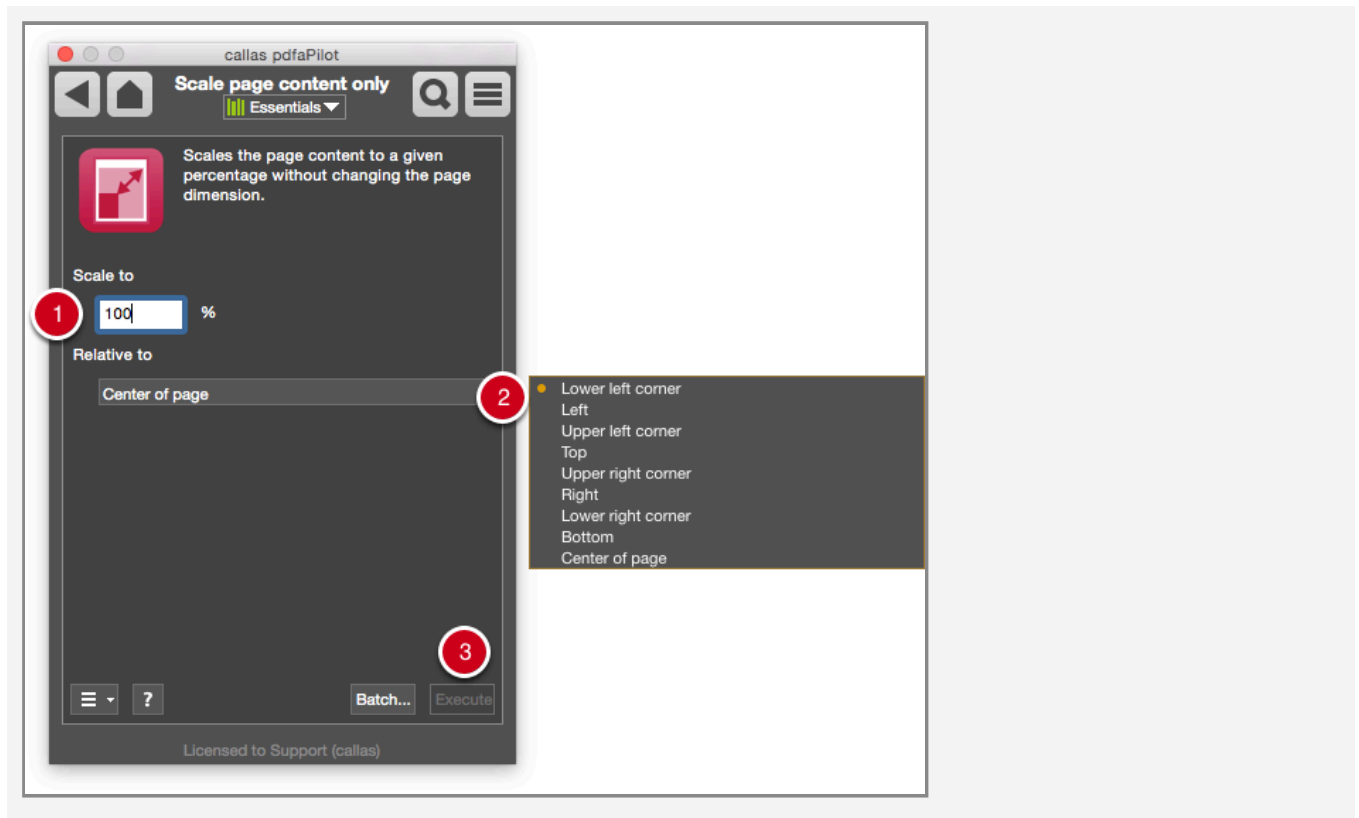 callas pdfaPilot
Scale page content only
Essentials
Scales the page content to a given
percentage without changing the page
dimension.
Scale to
1
100
%
Relative to
Center of page
2
Lower left corner
Left
Upper left corner
Top
Upper right corner
Right
Lower right corner
Bottom
Center of page
3
?
Batch...
Execute
Licensed to Support (callas)